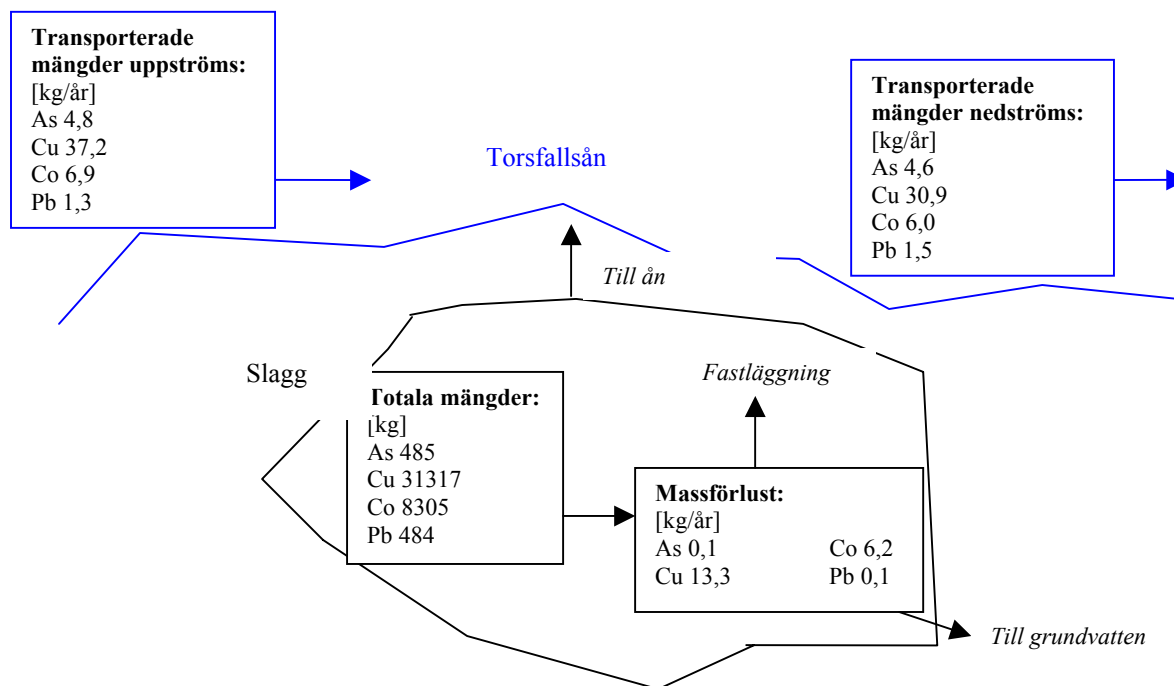 Transporterade
mängder uppströms:
[kg/år]
As 4,8
Cu 37,2
Co 6,9
Pb 1,3
Torsfallsån
Transporterade
mängder nedströms:
[kg/år]
As 4,6
Cu 30,9
Co 6,0
Pb 1,5
Till ån
Slagg
Totala mängder:
[kg]
As 485
Cu 31317
Co 8305
Pb 484
Fastläggning
Massförlust:
[kg/år]
As 0,1 Co 6,2
Cu 13,3 Pb 0,1
Till grundvatten